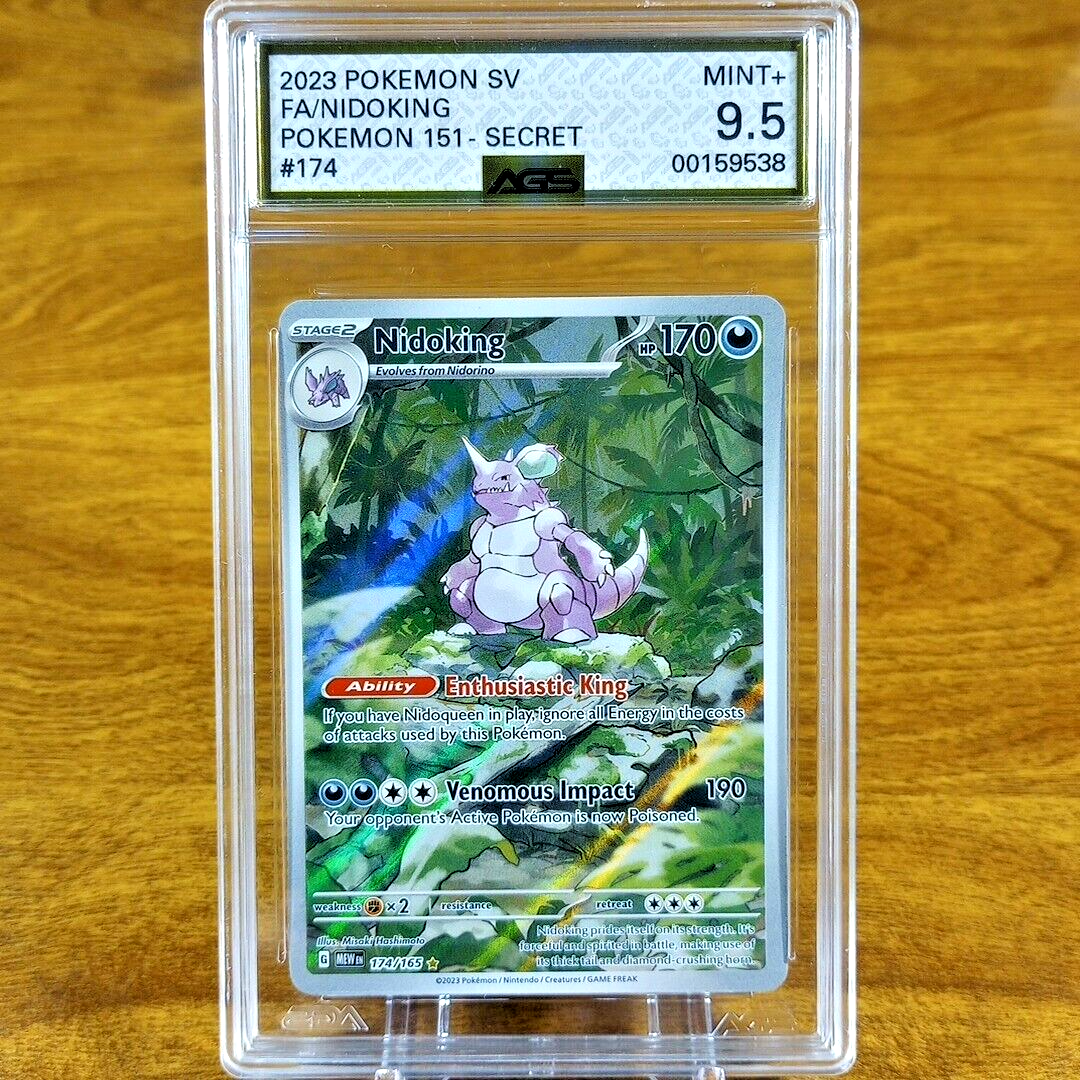 2023 POKEMON SV
FA/NIDOKING
POKEMON 151- SECRET
#174
MINT+
9.5
00159538
AGS
STAGE2
Nidoking
HP 170
Evolves from Nidorino
Ability Enthusiastic King
If you have Nidoqueen in play, ignore all Energy in the costs
of attacks used by this Pokémon.
Venomous Impact 190
Your opponent's Active Pokémon is now Poisoned.
weakness ×2 resistance retreat
Illus. Misaki Hashimoto
G MEW EN 174/165
Nidoking prides itself on its strength. It's
forceful and spirited in battle, making use of
its thick tail and diamond-crushing horn.
©2023 Pokémon / Nintendo / Creatures / GAME FREAK